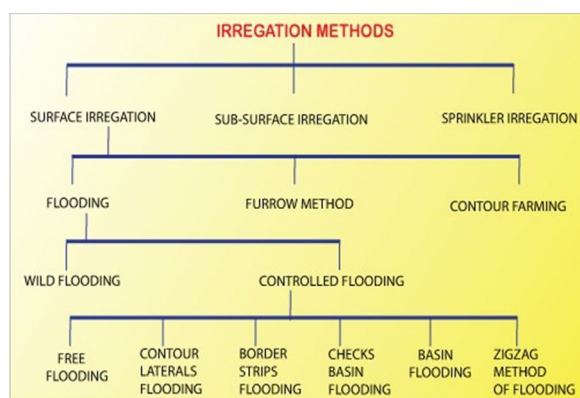 IRREGATION METHODS
SURFACE IRREGATION
SUB-SURFACE IRREGATION
SPRINKLER IRREGATION
FLOODING
FURROW METHOD
CONTOUR FARMING
WILD FLOODING
CONTROLLED FLOODING
FREE
FLOODING
CONTOUR
LATERALS
FLOODING
BORDER
STRIPS
FLOODING
CHECKS
BASIN
FLOODING
BASIN
FLOODING
ZIGZAG
METHOD
OF FLOODING